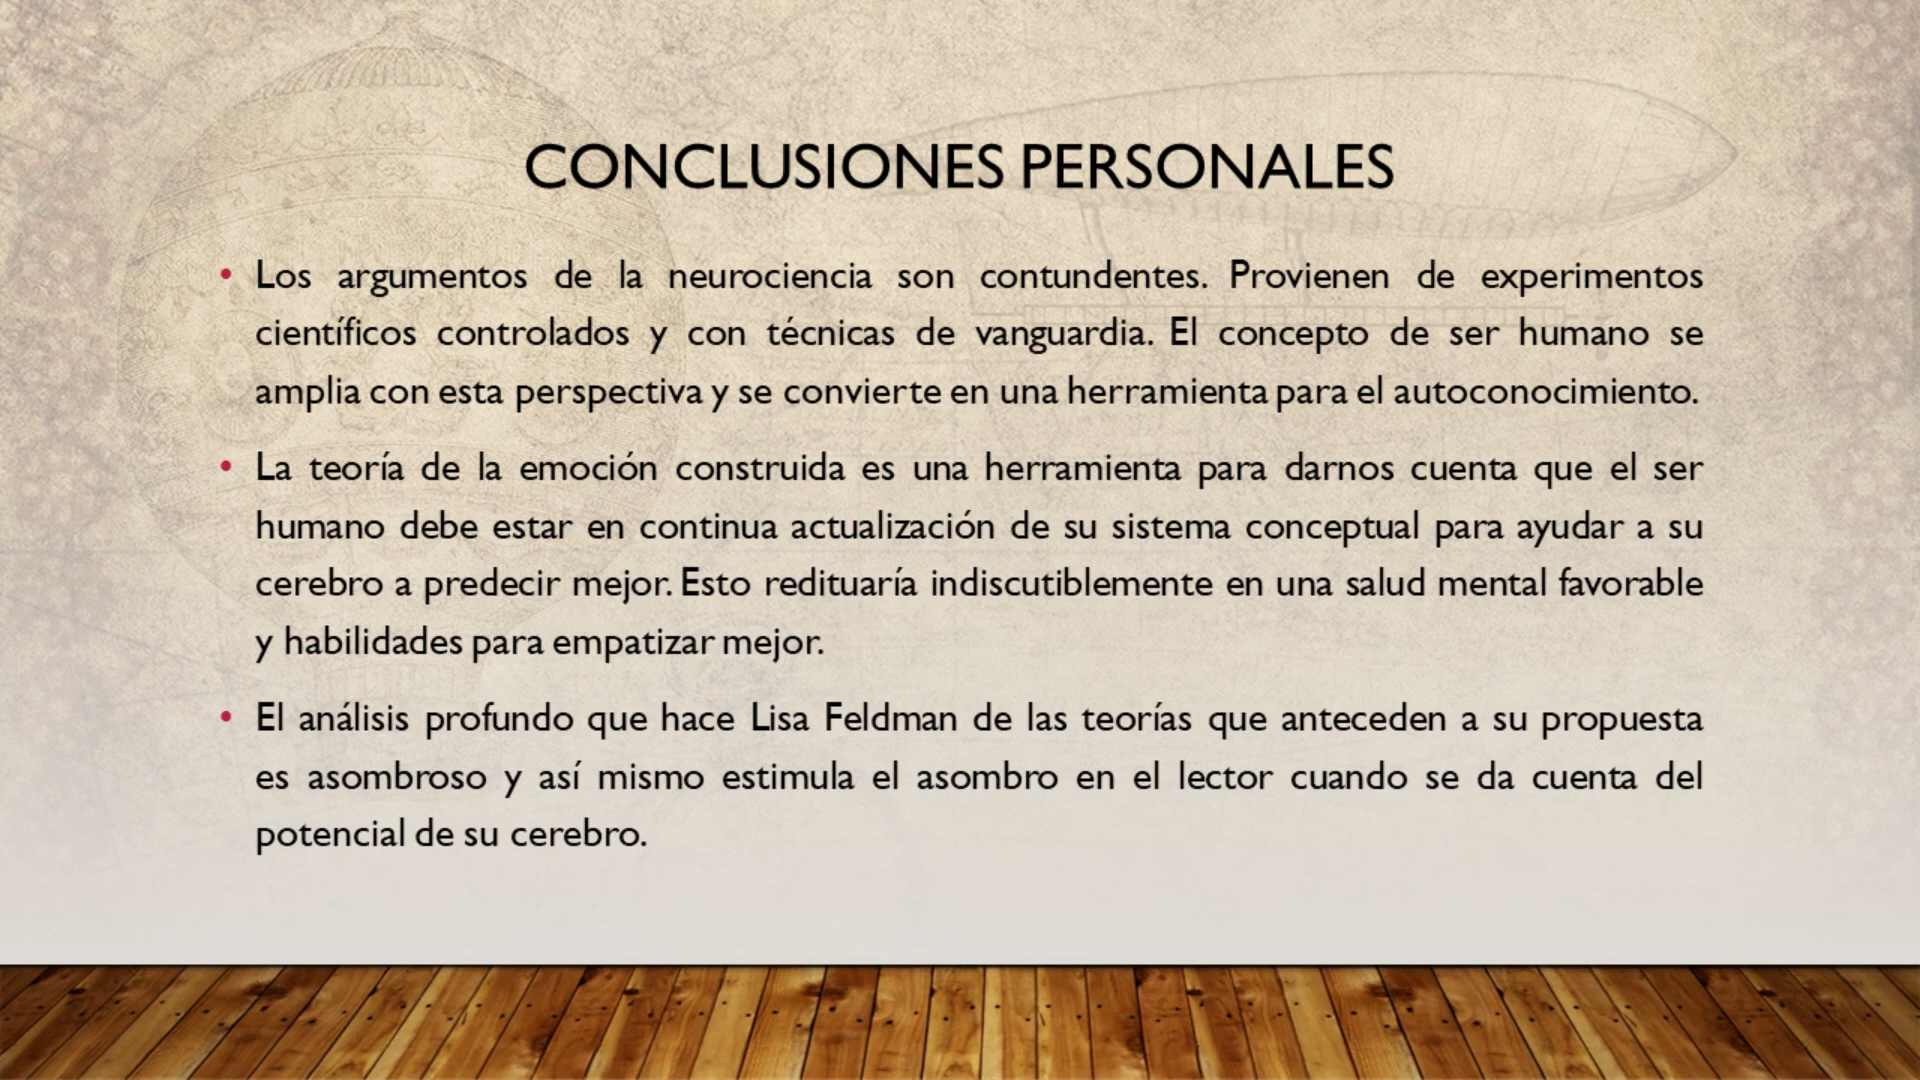 CONCLUSIONES PERSONALES
• Los argumentos de la neurociencia son contundentes. Provienen de experimentos
científicos controlados y con técnicas de vanguardia. El concepto de ser humano se
amplia con esta perspectiva y se convierte en una herramienta para el autoconocimiento.
• La teoría de la emoción construida es una herramienta para darnos cuenta que el ser
humano debe estar en continua actualización de su sistema conceptual para ayudar a su
cerebro a predecir mejor. Esto redituaría indiscutiblemente en una salud mental favorable
y habilidades para empatizar mejor.
• El análisis profundo que hace Lisa Feldman de las teorías que anteceden a su propuesta
es asombroso y así mismo estimula el asombro en el lector cuando se da cuenta del
potencial de su cerebro.